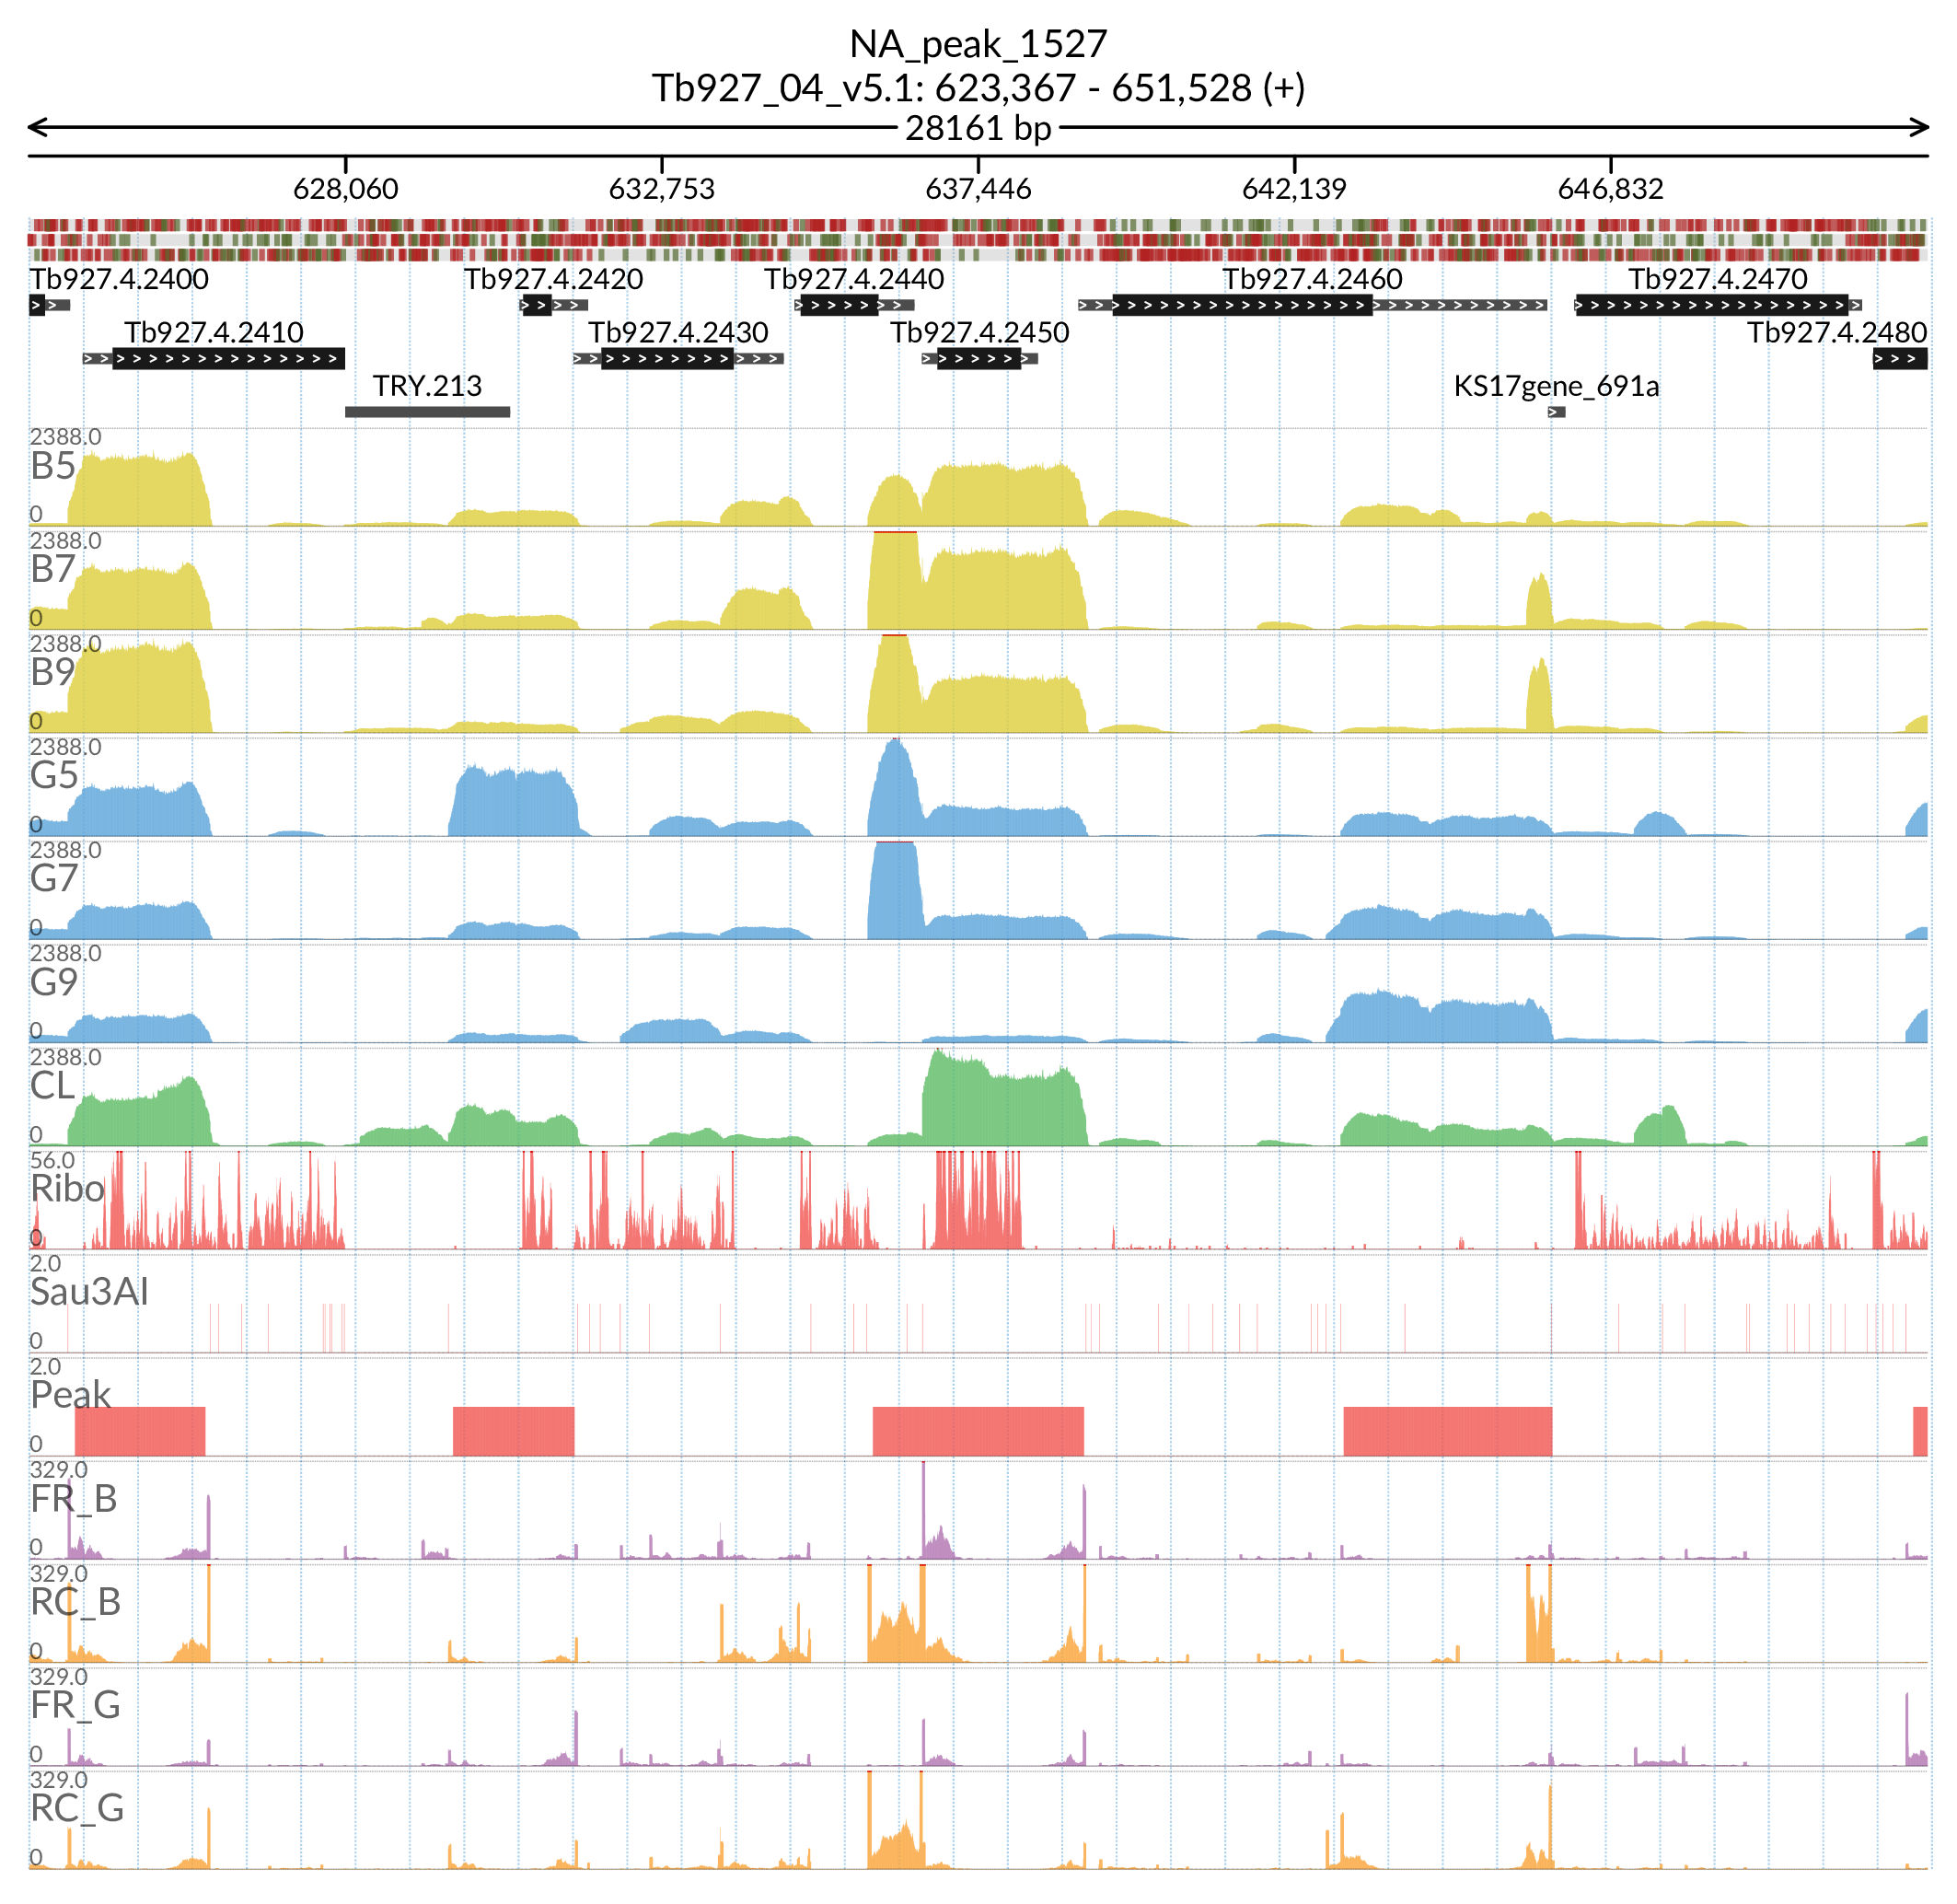 NA_peak_1527
Tb927_04_v5.1: 623,367 - 651,528 (+)
28161 bp
628,060 632,753 637,446 642,139 646,832
Tb927.4.2400 Tb927.4.2420 Tb927.4.2440 Tb927.4.2460 Tb927.4.2470
Tb927.4.2410 Tb927.4.2430 Tb927.4.2450 Tb927.4.2480
TRY.213 KS17gene_691a
2388.0
B5
0
2388.0
B7
0
2388.0
B9
0
2388.0
G5
0
2388.0
G7
0
2388.0
G9
0
2388.0
CL
0
56.0
Ribo
0
2.0
Sau3AI
0
2.0
Peak
0
329.0
FR_B
0
329.0
RC_B
0
329.0
FR_G
0
329.0
RC_G
0